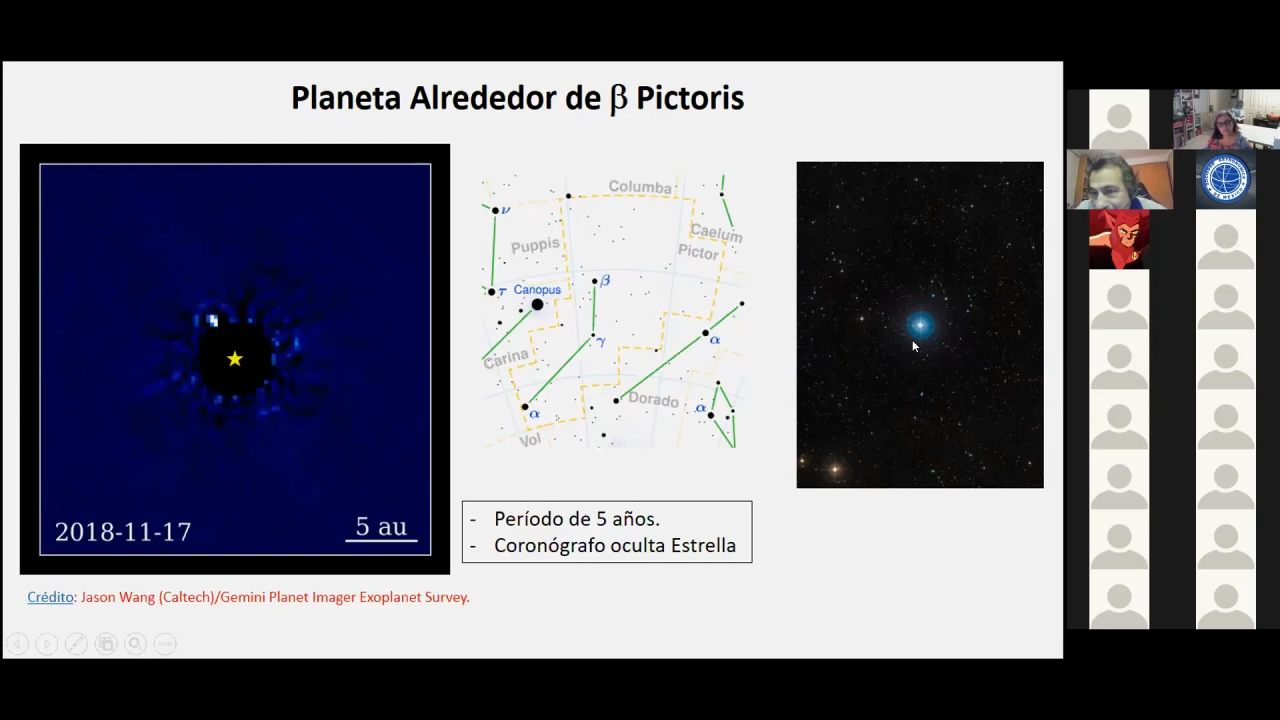 Planeta Alrededor de β Pictoris
2018-11-17
5 au
Columba
ν
Caelum
Puppis
Pictor
β
τ
Canopus
γ
α
Carina
Dorado
α
α
Vol
- Período de 5 años.
- Coronógrafo oculta Estrella
Crédito: Jason Wang (Caltech)/Gemini Planet Imager Exoplanet Survey.